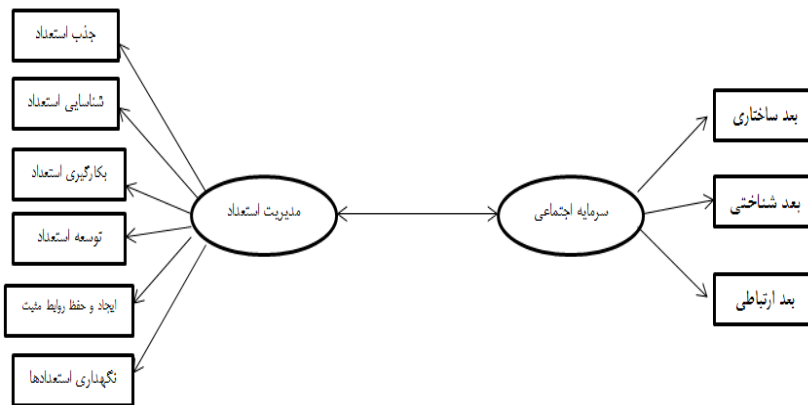 جذب استعداد
شناسایی استعداد
بکارگیری استعداد
توسعه استعداد
ایجاد و حفظ روابط مثبت
نگهداری استعدادها
مدیریت استعداد
سرمایه اجتماعی
بعد ساختاری
بعد شناختی
بعد ارتباطی